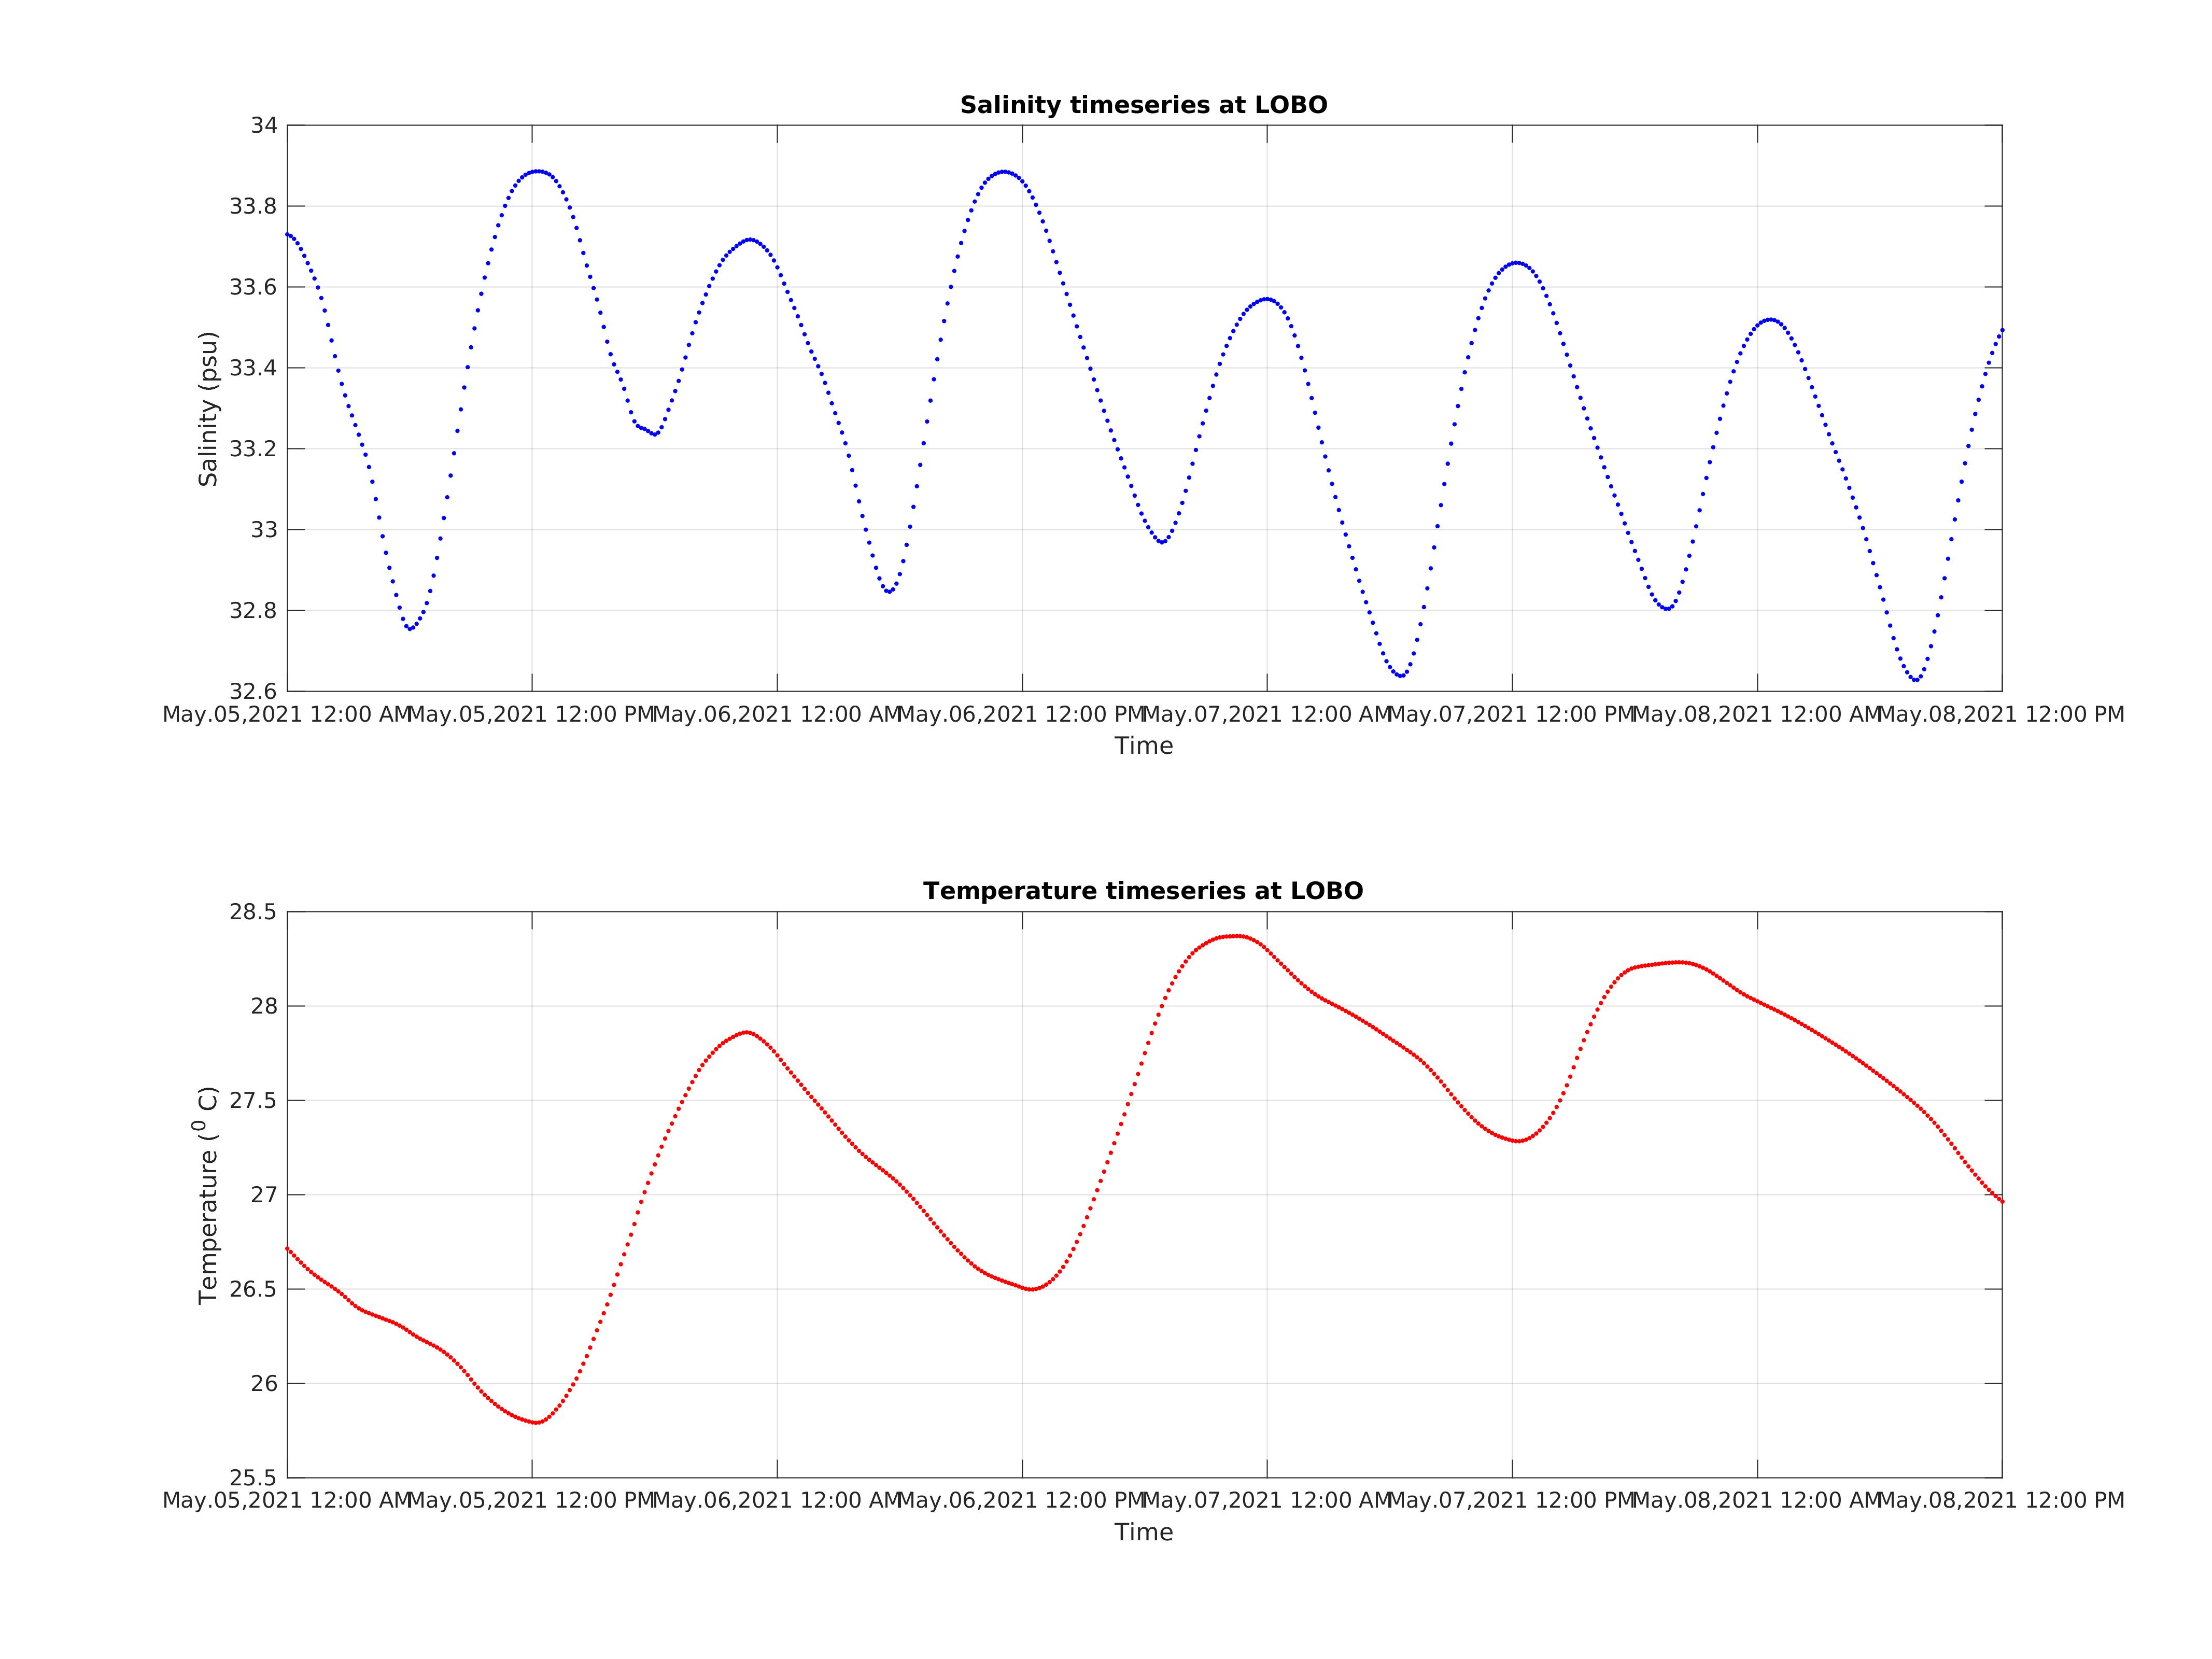 Salinity timeseries at LOBO
34
33.8
33.6
33.4
33.2
33
32.8
32.6
Salinity (psu)
May.05,2021 12:00 AM May.05,2021 12:00 PM May.06,2021 12:00 AM May.06,2021 12:00 PM May.07,2021 12:00 AM May.07,2021 12:00 PM May.08,2021 12:00 AM May.08,2021 12:00 PM
Time
Temperature timeseries at LOBO
28.5
28
27.5
27
26.5
26
25.5
Temperature (⁰ C)
May.05,2021 12:00 AM May.05,2021 12:00 PM May.06,2021 12:00 AM May.06,2021 12:00 PM May.07,2021 12:00 AM May.07,2021 12:00 PM May.08,2021 12:00 AM May.08,2021 12:00 PM
Time